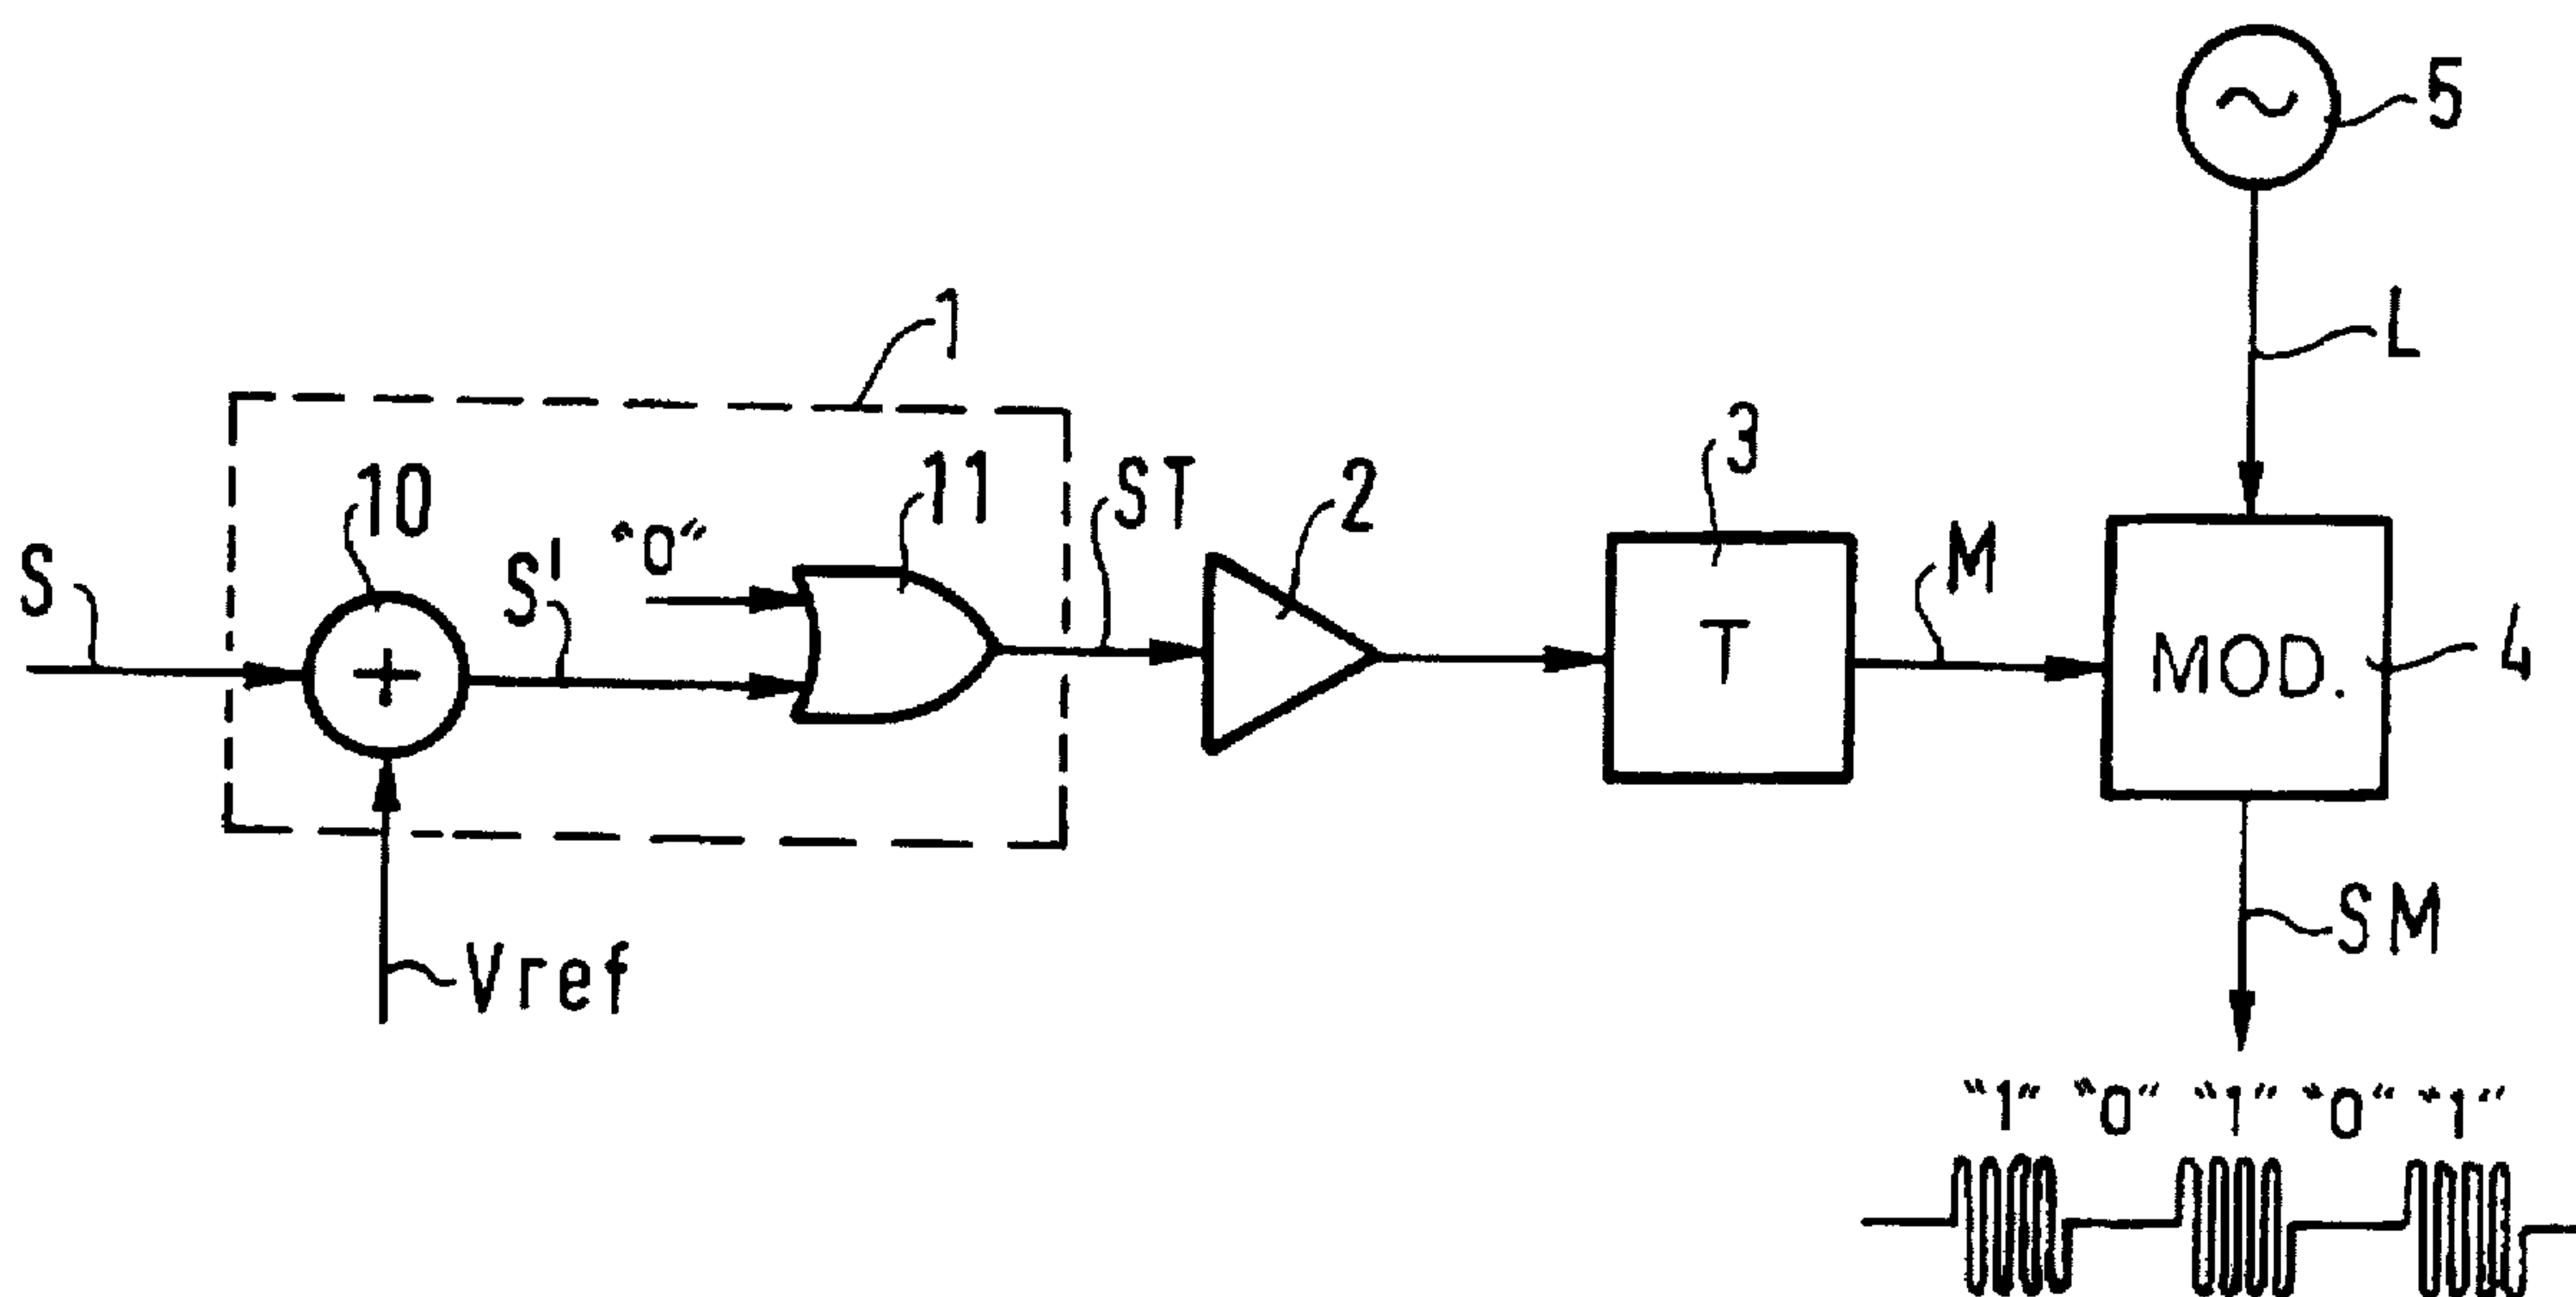 5
L
1
3
10
"0"
11
ST
2
S
S'
T
M
MOD.
4
Vref
SM
"1" "0" "1" "0" "1"